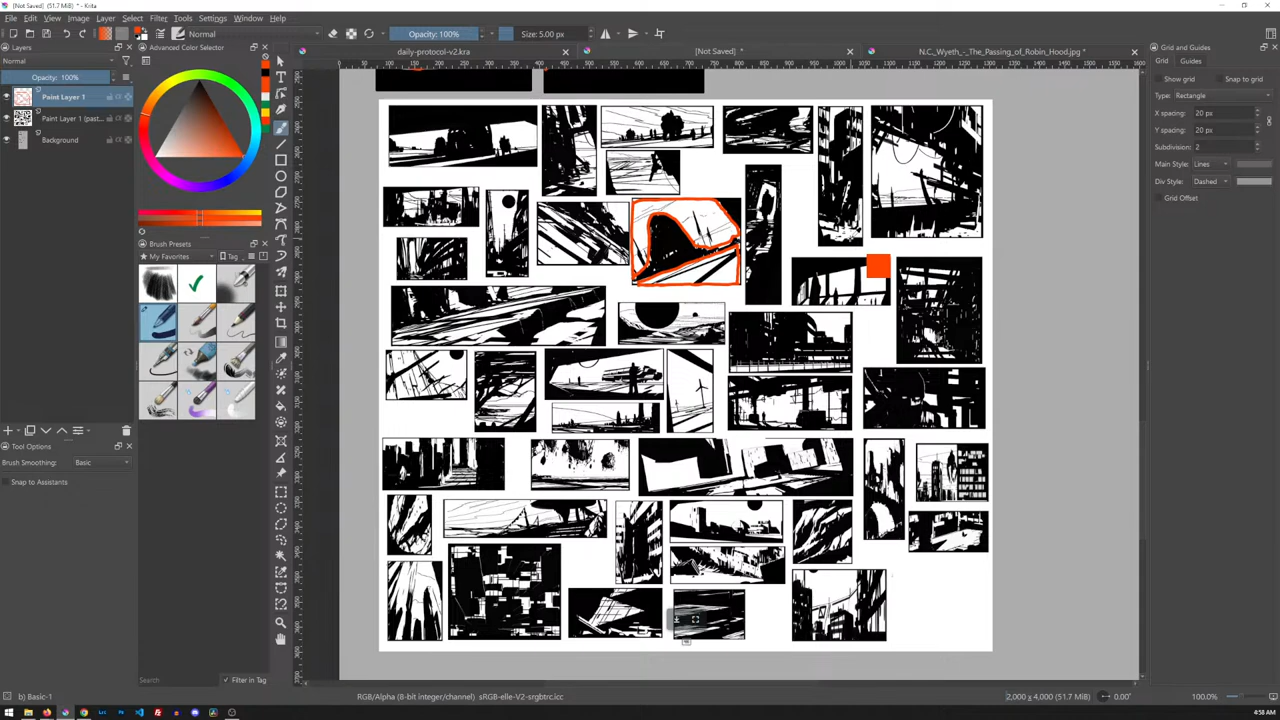 [Not Saved] (51.7 MiB) *
File Edit View Image Layer Select Filter Tools Settings Window Help
Normal Opacity: 100% Size: 5.00 px
Layers
Advanced Color Selector
daily-protocol-v2.kra
[Not Saved] *
N.C._Wyeth_-_The_Passing_of_Robin_Hood.jpg *
Grid and Guides
Normal
Grid Guides
Opacity: 100%
Show grid Snap to grid
Paint Layer 1
Type: Rectangle
Paint Layer 1 (past...
X spacing: 20 px
Background
Y spacing: 20 px
Subdivision: 2
Main Style: Lines
Div Style: Dashed
Grid Offset
Brush Presets
My Favorites Tag
Tool Options
Brush Smoothing: Basic
Snap to Assistants
Search Filter in Tag
b) Basic-1
RGB/Alpha (8-bit integer/channel) sRGB-elle-V2-srgbtrc.icc
2,000 x 4,000 (51.7 MiB)
0.00°
100.0%
4:58 AM